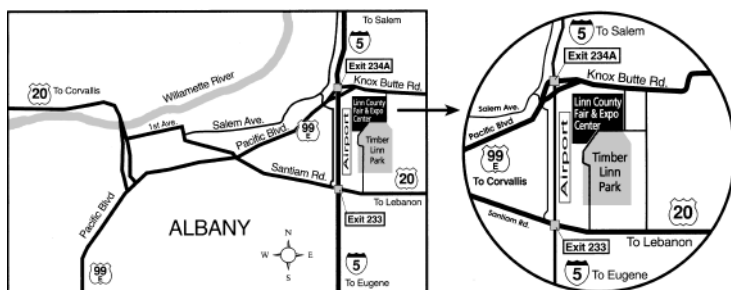 5
To Salem
Exit 234A
Knox Butte Rd.
20
To Corvallis
Willamette River
1st Ave.
Salem Ave.
Pacific Blvd.
99
E
Linn County
Fair & Expo
Center
Airport
Timber
Linn
Park
Santiam Rd.
20
To Lebanon
Exit 233
ALBANY
Pacific Blvd
99
E
N
W
E
S
5
To Eugene
5
To Salem
Exit 234A
Knox Butte Rd.
Salem Ave.
Pacific Blvd.
Linn County
Fair & Expo
Center
99
E
To Corvallis
Airport
Timber
Linn
Park
Santiam Rd.
20
To Lebanon
Exit 233
5
To Eugene